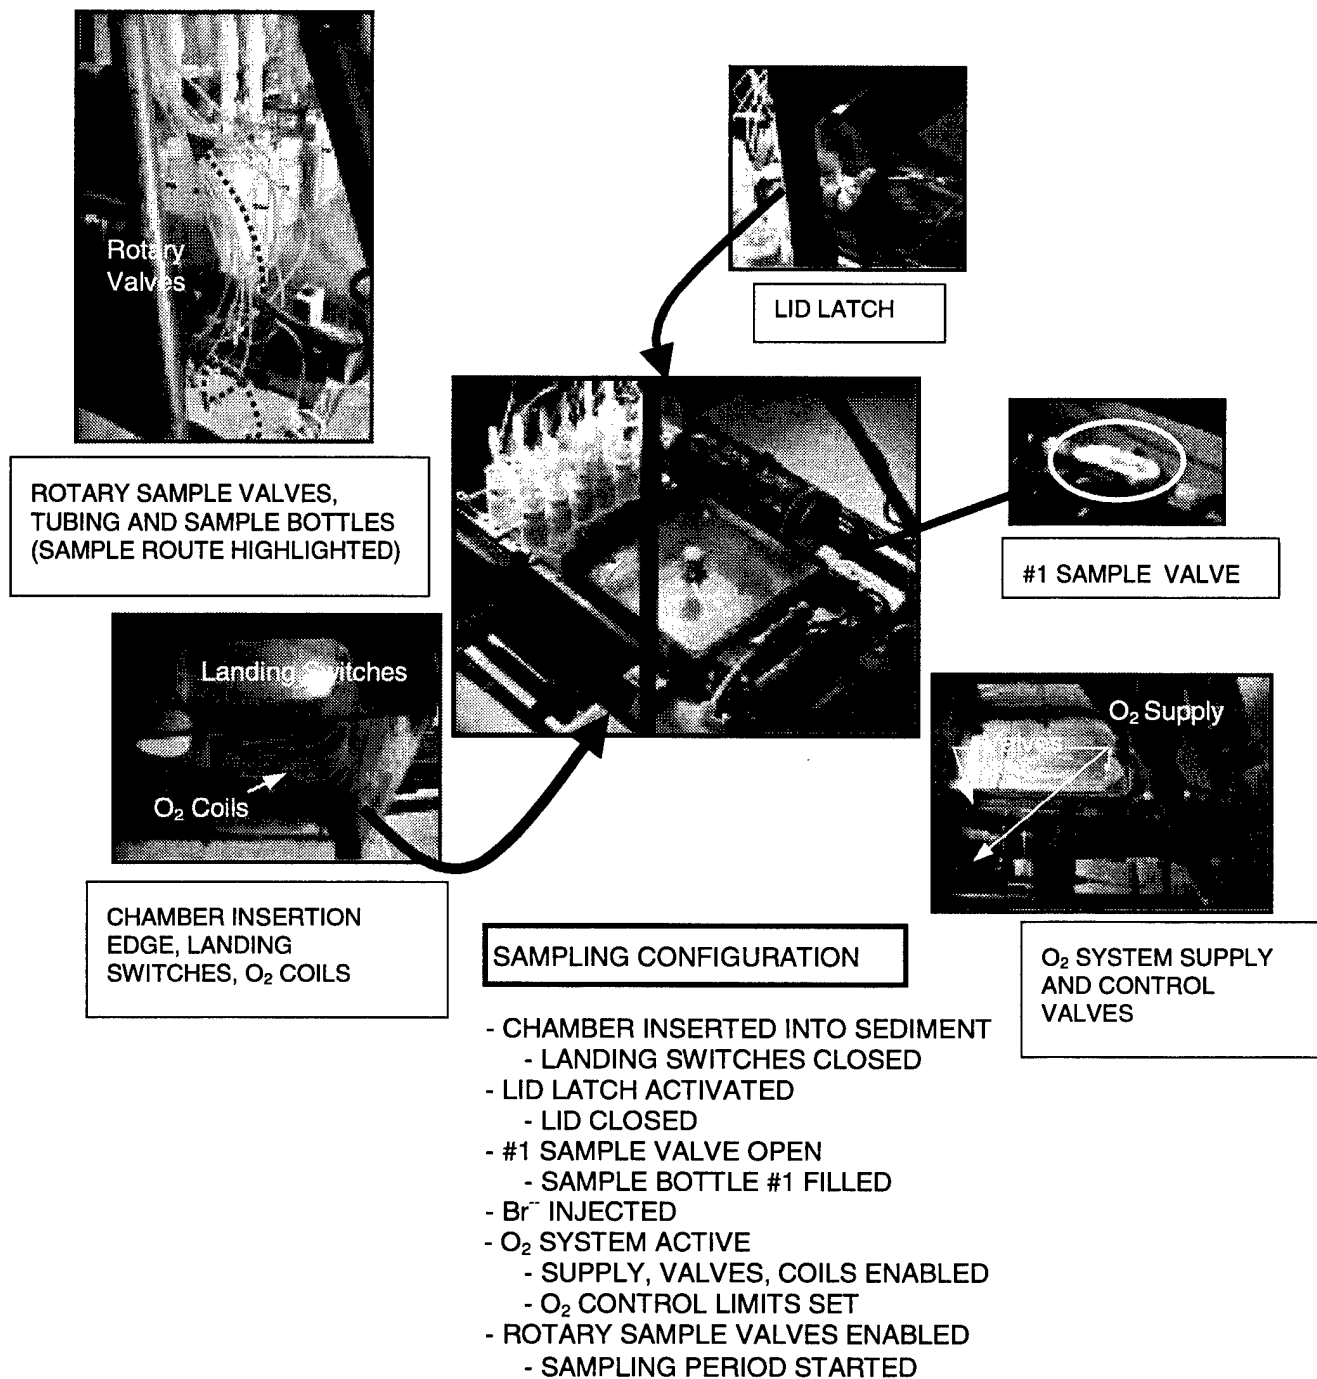 Rotary
Valves
LID LATCH
ROTARY SAMPLE VALVES,
TUBING AND SAMPLE BOTTLES
(SAMPLE ROUTE HIGHLIGHTED)
#1 SAMPLE VALVE
Landing Switches
O₂ Coils
O₂ Supply
Valves
CHAMBER INSERTION
EDGE, LANDING
SWITCHES, O₂ COILS
O₂ SYSTEM SUPPLY
AND CONTROL
VALVES
SAMPLING CONFIGURATION
- CHAMBER INSERTED INTO SEDIMENT
- LANDING SWITCHES CLOSED
- LID LATCH ACTIVATED
- LID CLOSED
- #1 SAMPLE VALVE OPEN
- SAMPLE BOTTLE #1 FILLED
- Br⁻ INJECTED
- O₂ SYSTEM ACTIVE
- SUPPLY, VALVES, COILS ENABLED
- O₂ CONTROL LIMITS SET
- ROTARY SAMPLE VALVES ENABLED
- SAMPLING PERIOD STARTED